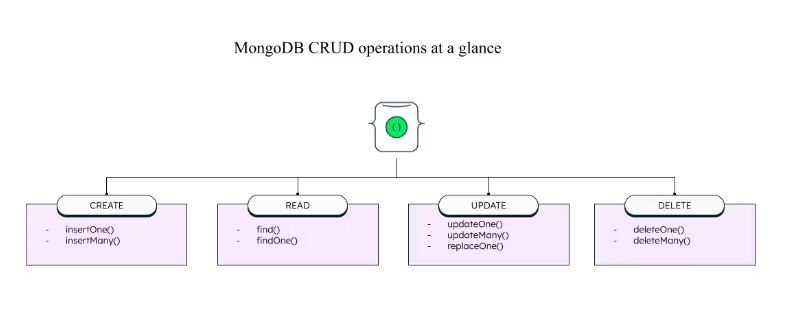 MongoDB CRUD operations at a glance
()
CREATE
- insertOne()
- insertMany()
READ
- find()
- findOne()
UPDATE
- updateOne()
- updateMany()
- replaceOne()
DELETE
- deleteOne()
- deleteMany()